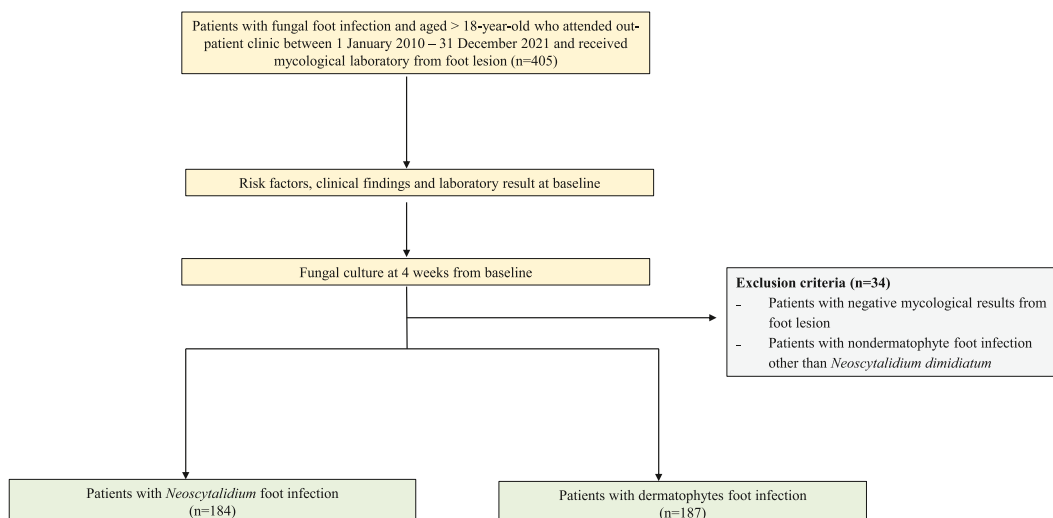 Patients with fungal foot infection and aged > 18-year-old who attended out-
patient clinic between 1 January 2010 – 31 December 2021 and received
mycological laboratory from foot lesion (n=405)
Risk factors, clinical findings and laboratory result at baseline
Fungal culture at 4 weeks from baseline
Exclusion criteria (n=34)
- Patients with negative mycological results from
foot lesion
- Patients with nondermatophyte foot infection
other than Neoscytalidium dimidiatum
Patients with Neoscytalidium foot infection
(n=184)
Patients with dermatophytes foot infection
(n=187)